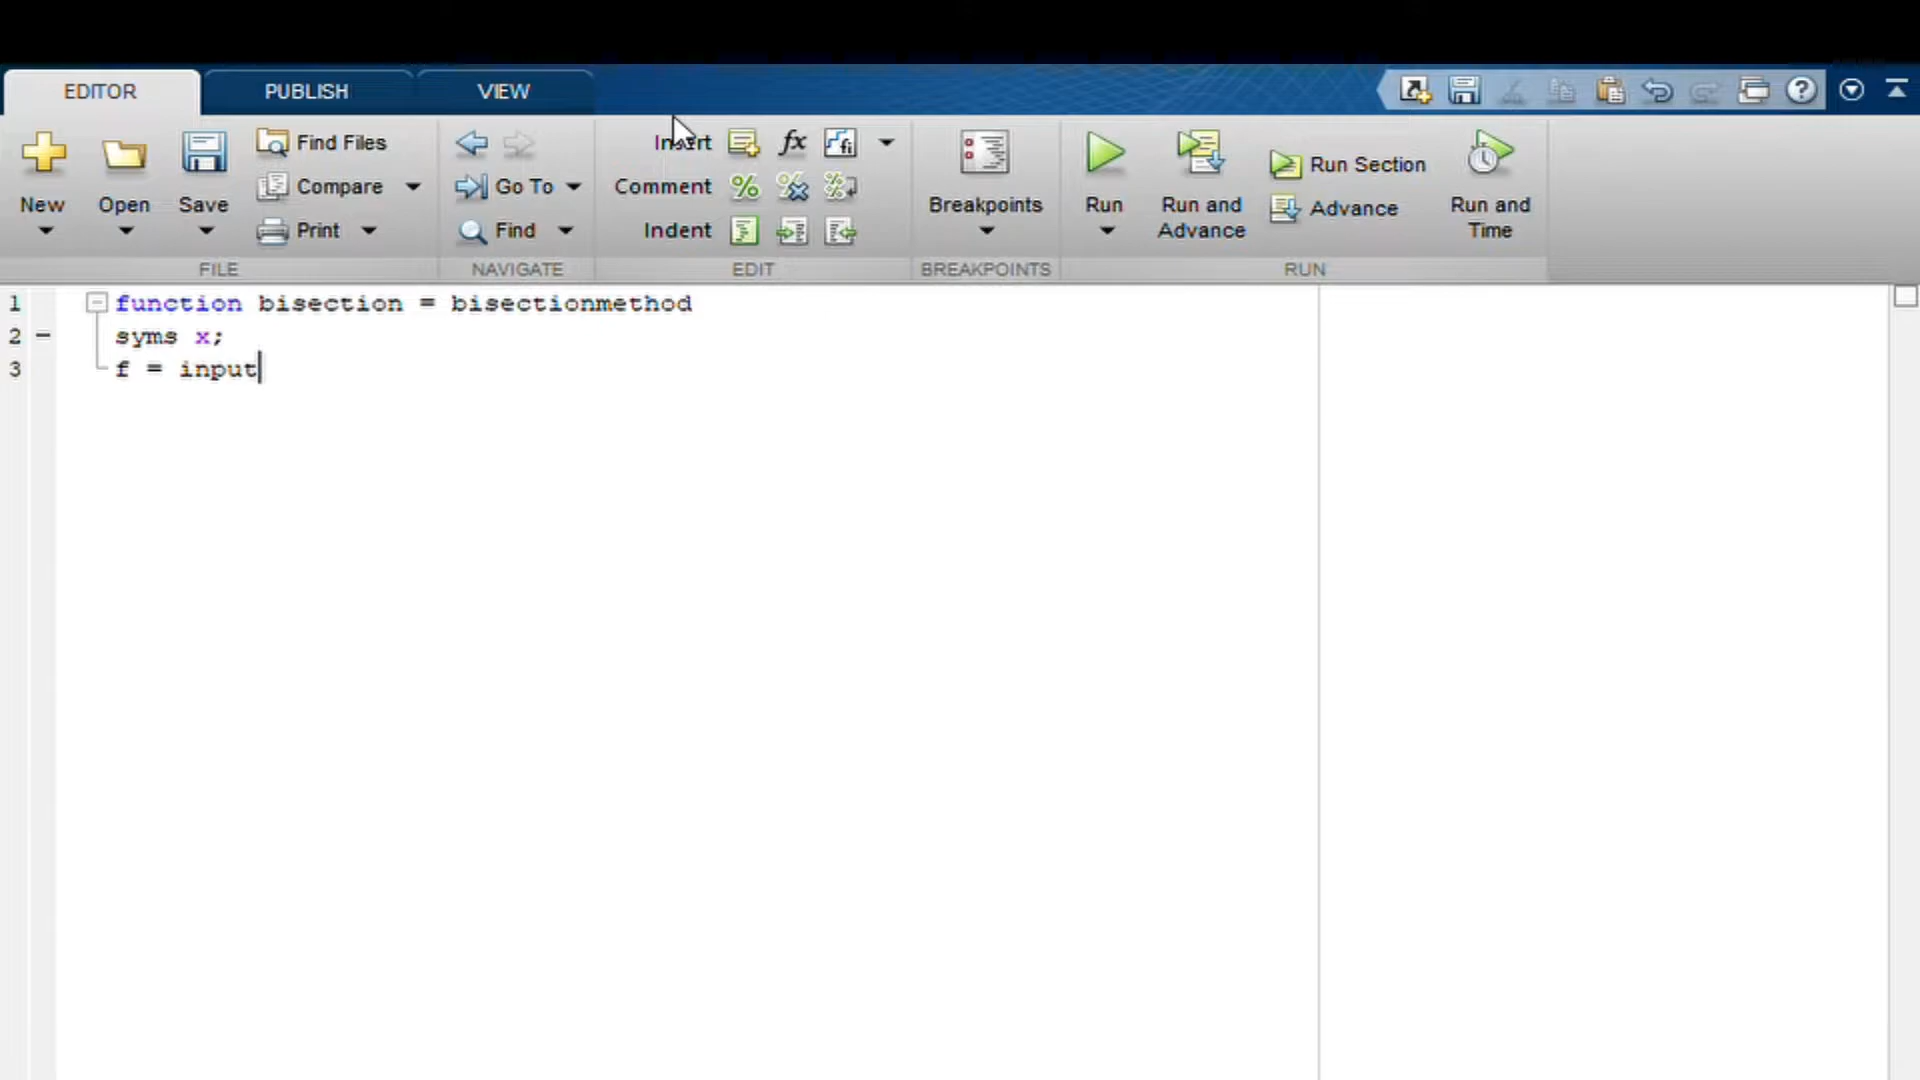 EDITOR PUBLISH VIEW
New
Open
Save
Find Files
Compare
Print
FILE
Go To
Find
NAVIGATE
Insert fx fi
Comment % % %
Indent
EDIT
Breakpoints
BREAKPOINTS
Run
Run and
Advance
Run Section
Advance
Run and
Time
RUN
?
1 function bisection = bisectionmethod
2 syms x;
3 f = input